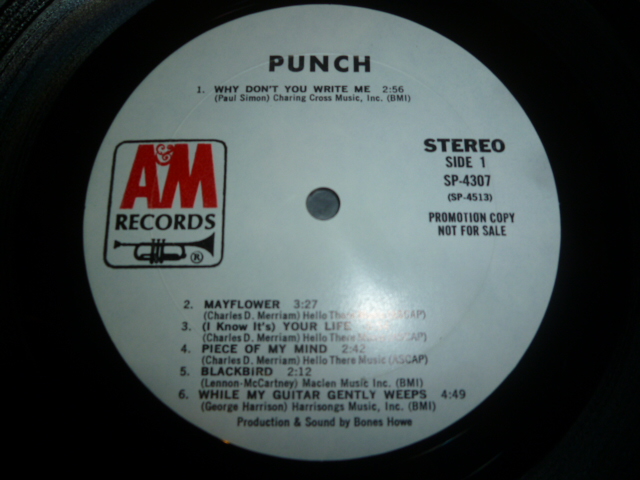 PUNCH
1. WHY DON'T YOU WRITE ME 2:56
(Paul Simon) Charing Cross Music, Inc. (BMI)
A&M
RECORDS
®
STEREO
SIDE 1
SP-4307
(SP-4513)
PROMOTION COPY
NOT FOR SALE
2. MAYFLOWER 3:27
(Charles D. Merriam) Hello There Music (ASCAP)
3. (I Know It's) YOUR LIFE
(Charles D. Merriam) Hello There Music (ASCAP)
4. PIECE OF MY MIND 2:42
(Charles D. Merriam) Hello There Music (ASCAP)
5. BLACKBIRD 2:12
(Lennon-McCartney) Maclen Music Inc. (BMI)
6. WHILE MY GUITAR GENTLY WEEPS 4:49
(George Harrison) Harrisongs Music, Inc. (BMI)
Production & Sound by Bones Howe